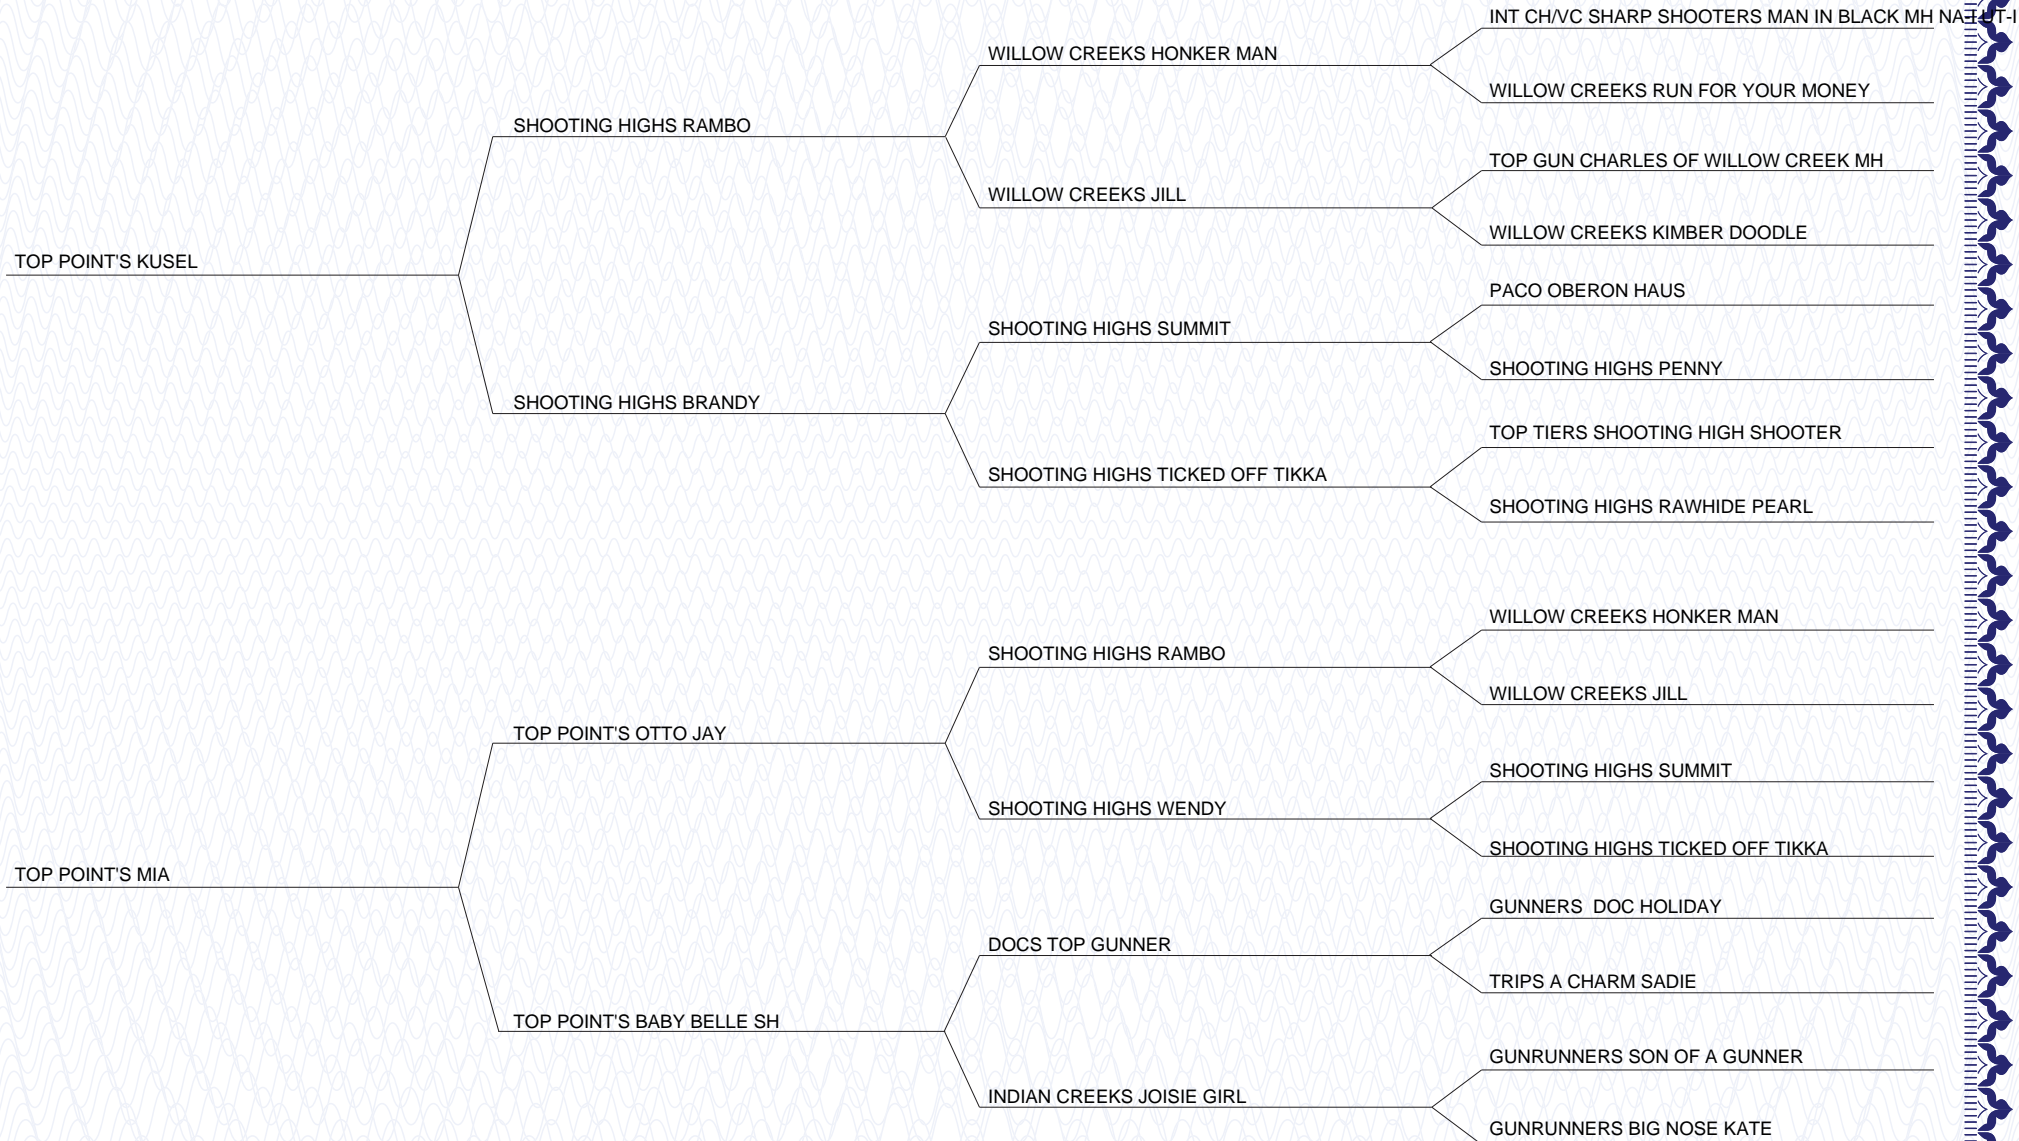 INT CH/VC SHARP SHOOTERS MAN IN BLACK MH NA I UT-I
WILLOW CREEKS HONKER MAN
WILLOW CREEKS RUN FOR YOUR MONEY
SHOOTING HIGHS RAMBO
TOP GUN CHARLES OF WILLOW CREEK MH
WILLOW CREEKS JILL
WILLOW CREEKS KIMBER DOODLE
TOP POINT'S KUSEL
PACO OBERON HAUS
SHOOTING HIGHS SUMMIT
SHOOTING HIGHS PENNY
SHOOTING HIGHS BRANDY
TOP TIERS SHOOTING HIGH SHOOTER
SHOOTING HIGHS TICKED OFF TIKKA
SHOOTING HIGHS RAWHIDE PEARL
WILLOW CREEKS HONKER MAN
SHOOTING HIGHS RAMBO
WILLOW CREEKS JILL
TOP POINT'S OTTO JAY
SHOOTING HIGHS SUMMIT
SHOOTING HIGHS WENDY
SHOOTING HIGHS TICKED OFF TIKKA
TOP POINT'S MIA
GUNNERS DOC HOLIDAY
DOCS TOP GUNNER
TRIPS A CHARM SADIE
TOP POINT'S BABY BELLE SH
GUNRUNNERS SON OF A GUNNER
INDIAN CREEKS JOISIE GIRL
GUNRUNNERS BIG NOSE KATE